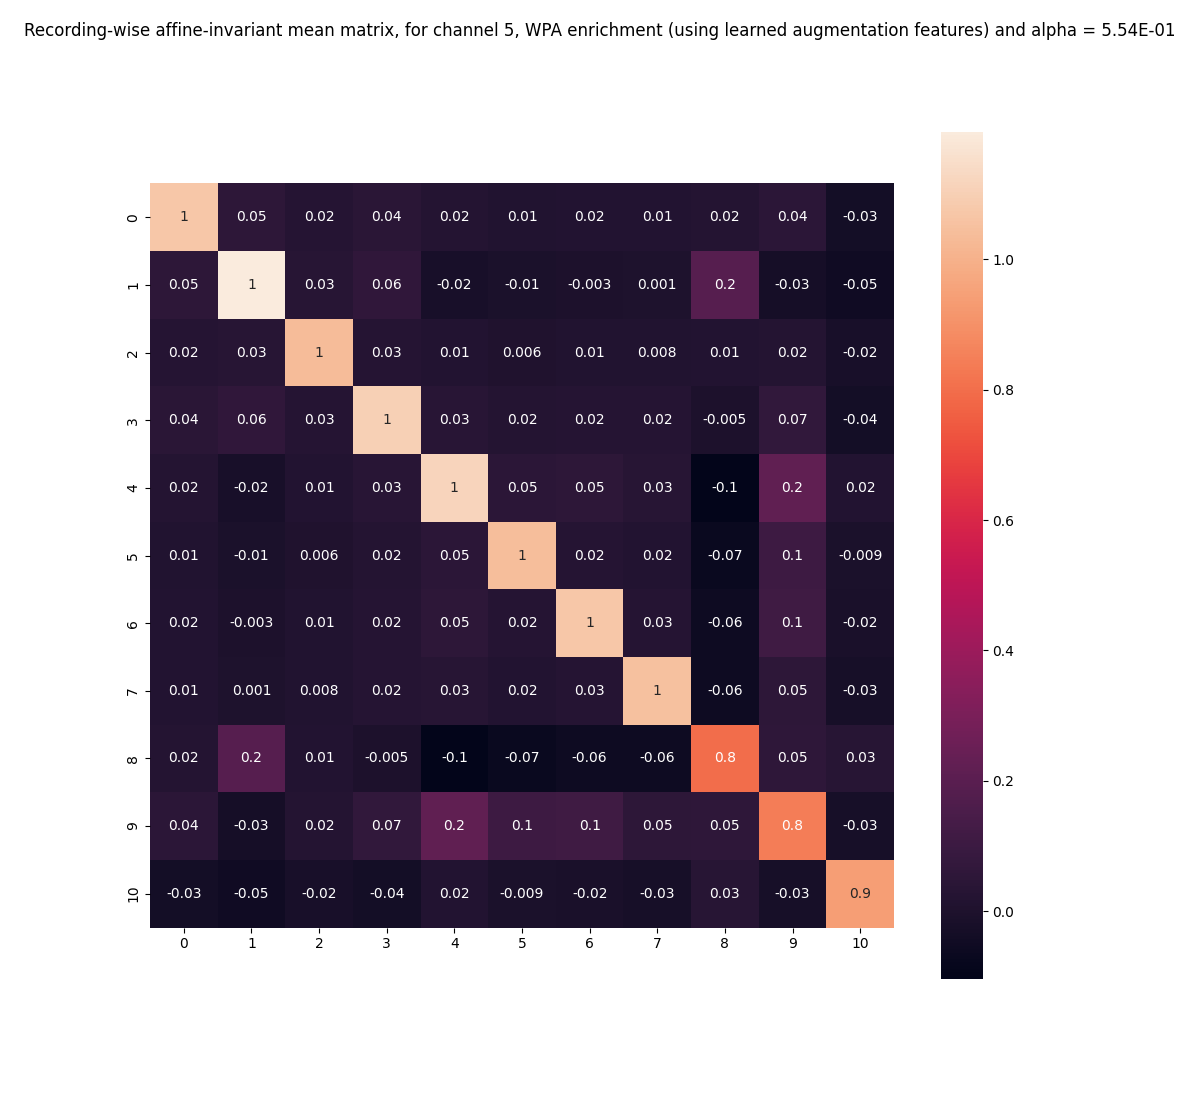 Recording-wise affine-invariant mean matrix, for channel 5, WPA enrichment (using learned augmentation features) and alpha = 5.54E-01
0 1 0.05 0.02 0.04 0.02 0.01 0.02 0.01 0.02 0.04 -0.03
1 0.05 1 0.03 0.06 -0.02 -0.01 -0.003 0.001 0.2 -0.03 -0.05
2 0.02 0.03 1 0.03 0.01 0.006 0.01 0.008 0.01 0.02 -0.02
3 0.04 0.06 0.03 1 0.03 0.02 0.02 0.02 -0.005 0.07 -0.04
4 0.02 -0.02 0.01 0.03 1 0.05 0.05 0.03 -0.1 0.2 0.02
5 0.01 -0.01 0.006 0.02 0.05 1 0.02 0.02 -0.07 0.1 -0.009
6 0.02 -0.003 0.01 0.02 0.05 0.02 1 0.03 -0.06 0.1 -0.02
7 0.01 0.001 0.008 0.02 0.03 0.02 0.03 1 -0.06 0.05 -0.03
8 0.02 0.2 0.01 -0.005 -0.1 -0.07 -0.06 -0.06 0.8 0.05 0.03
9 0.04 -0.03 0.02 0.07 0.2 0.1 0.1 0.05 0.05 0.8 -0.03
10 -0.03 -0.05 -0.02 -0.04 0.02 -0.009 -0.02 -0.03 0.03 -0.03 0.9
0 1 2 3 4 5 6 7 8 9 10
1.0
0.8
0.6
0.4
0.2
0.0